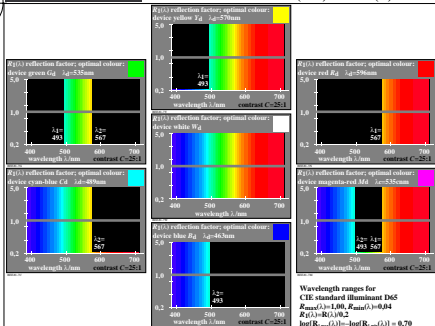 R1(λ) reflection factor; optimal colour:
device yellow Yd λd=570nm
5,0
1,0
0,2
λ1=
493
400 500 600 700
wavelength λ/nm contrast C=25:1
R1(λ) reflection factor; optimal colour:
device green Gd λd=535nm
5,0
1,0
0,2
λ1= λ2=
493 567
400 500 600 700
wavelength λ/nm contrast C=25:1
R1(λ) reflection factor; optimal colour:
device red Rd λd=596nm
5,0
1,0
0,2
λ1=
567
400 500 600 700
wavelength λ/nm contrast C=25:1
R1(λ) reflection factor; optimal colour:
device white Wd
5,0
1,0
0,2
400 500 600 700
wavelength λ/nm contrast C=25:1
R1(λ) reflection factor; optimal colour:
device cyan-blue Cd λd=489nm
5,0
1,0
0,2
λ2=
567
400 500 600 700
wavelength λ/nm contrast C=25:1
R1(λ) reflection factor; optimal colour:
device magenta-red Md λd=535cnm
5,0
1,0
0,2
λ2= λ1=
493 567
400 500 600 700
wavelength λ/nm contrast C=25:1
R1(λ) reflection factor; optimal colour:
device blue Bd λd=463nm
5,0
1,0
0,2
λ2=
493
400 500 600 700
wavelength λ/nm contrast C=25:1
Wavelength ranges for
CIE standard illuminant D65
Rmax(λ)=1,00, Rmin(λ)=0,04
R1(λ)=R(λ)/0,2